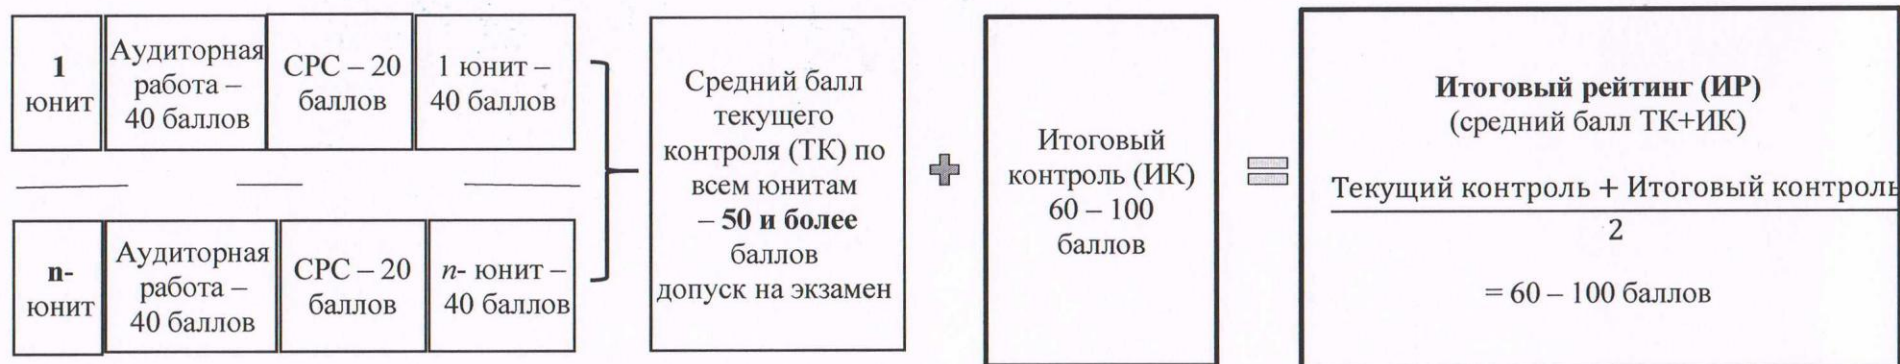 1
юнит
Аудиторная
работа –
40 баллов
СРС – 20
баллов
1 юнит –
40 баллов
n-
юнит
Аудиторная
работа –
40 баллов
СРС – 20
баллов
n- юнит –
40 баллов
Средний балл
текущего
контроля (ТК) по
всем юнитам
– 50 и более
баллов
допуск на экзамен
+
Итоговый
контроль (ИК)
60 – 100
баллов
=
Итоговый рейтинг (ИР)
(средний балл ТК+ИК)
Текущий контроль + Итоговый контроль
2
= 60 – 100 баллов